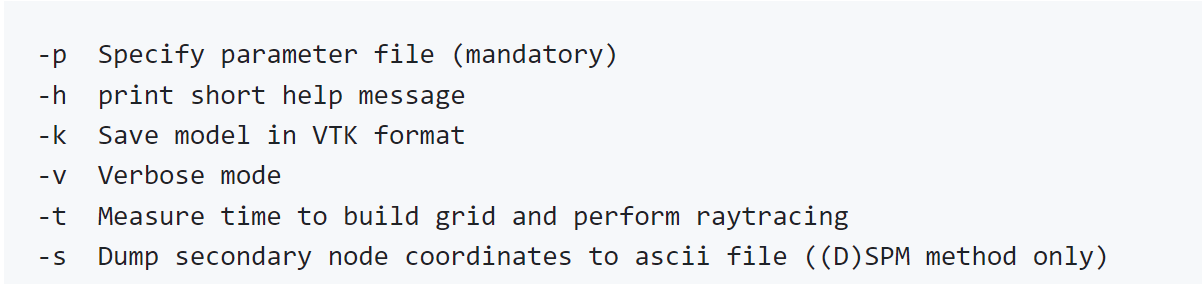 -p  Specify parameter file (mandatory)
-h  print short help message
-k  Save model in VTK format
-v  Verbose mode
-t  Measure time to build grid and perform raytracing
-s  Dump secondary node coordinates to ascii file ((D)SPM method only)